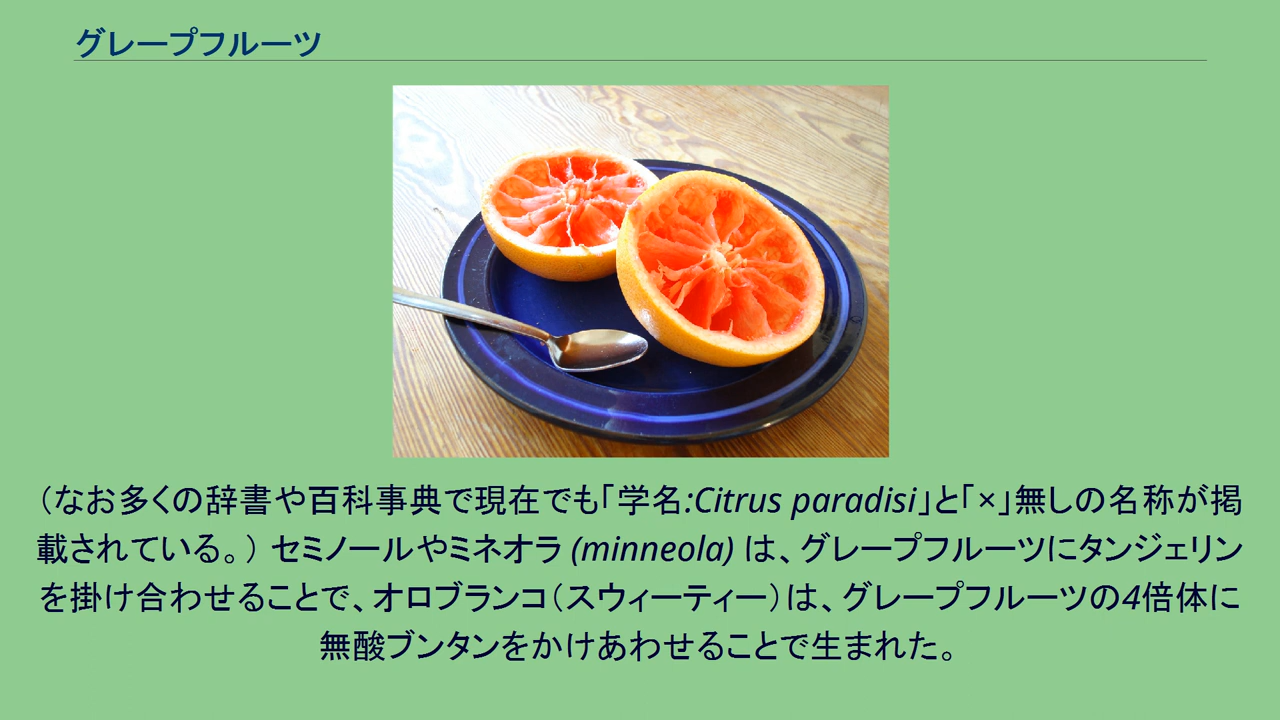 グレープフルーツ
（なお多くの辞書や百科事典で現在でも「学名:Citrus paradisi」と「×」無しの名称が掲
載されている。）セミノールやミネオラ (minneola) は、グレープフルーツにタンジェリン
を掛け合わせることで、オロブランコ（スウィーティー）は、グレープフルーツの4倍体に
無酸ブンタンをかけあわせることで生まれた。